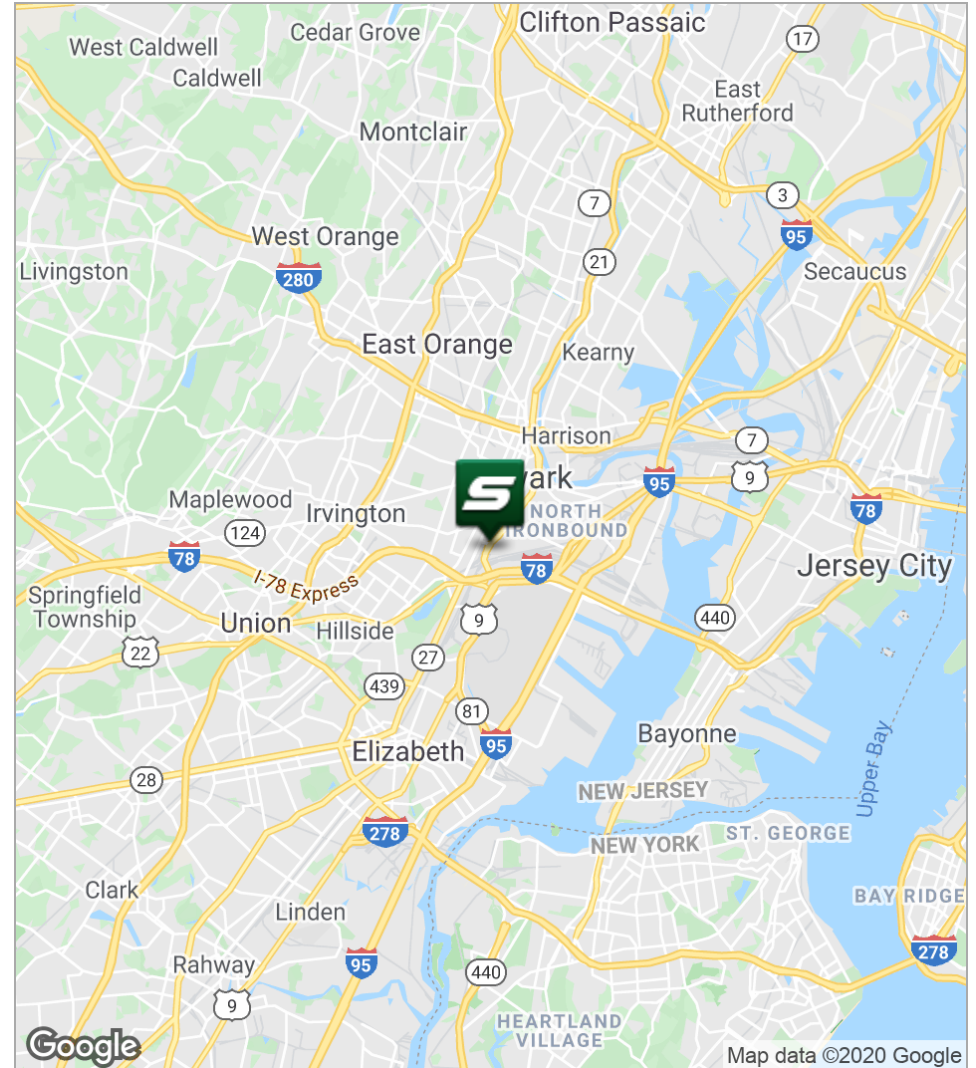 Clifton Passaic
West Caldwell
Cedar Grove
17
Caldwell
East
Rutherford
Montclair
7
3
95
West Orange
21
Livingston
280
Secaucus
East Orange
Kearny
Harrison
7
S
ark
95
9
Maplewood
Irvington
NORTH
IRONBOUND
78
124
78
78
I-78 Express
Jersey City
Springfield
Township
Union
Hillside
9
440
22
27
439
81
Elizabeth
95
Bayonne
Upper Bay
28
NEW JERSEY
278
NEW YORK
ST. GEORGE
Clark
BAY RIDGE
Linden
278
Rahway
95
440
9
HEARTLAND
VILLAGE
Google
Map data ©2020 Google